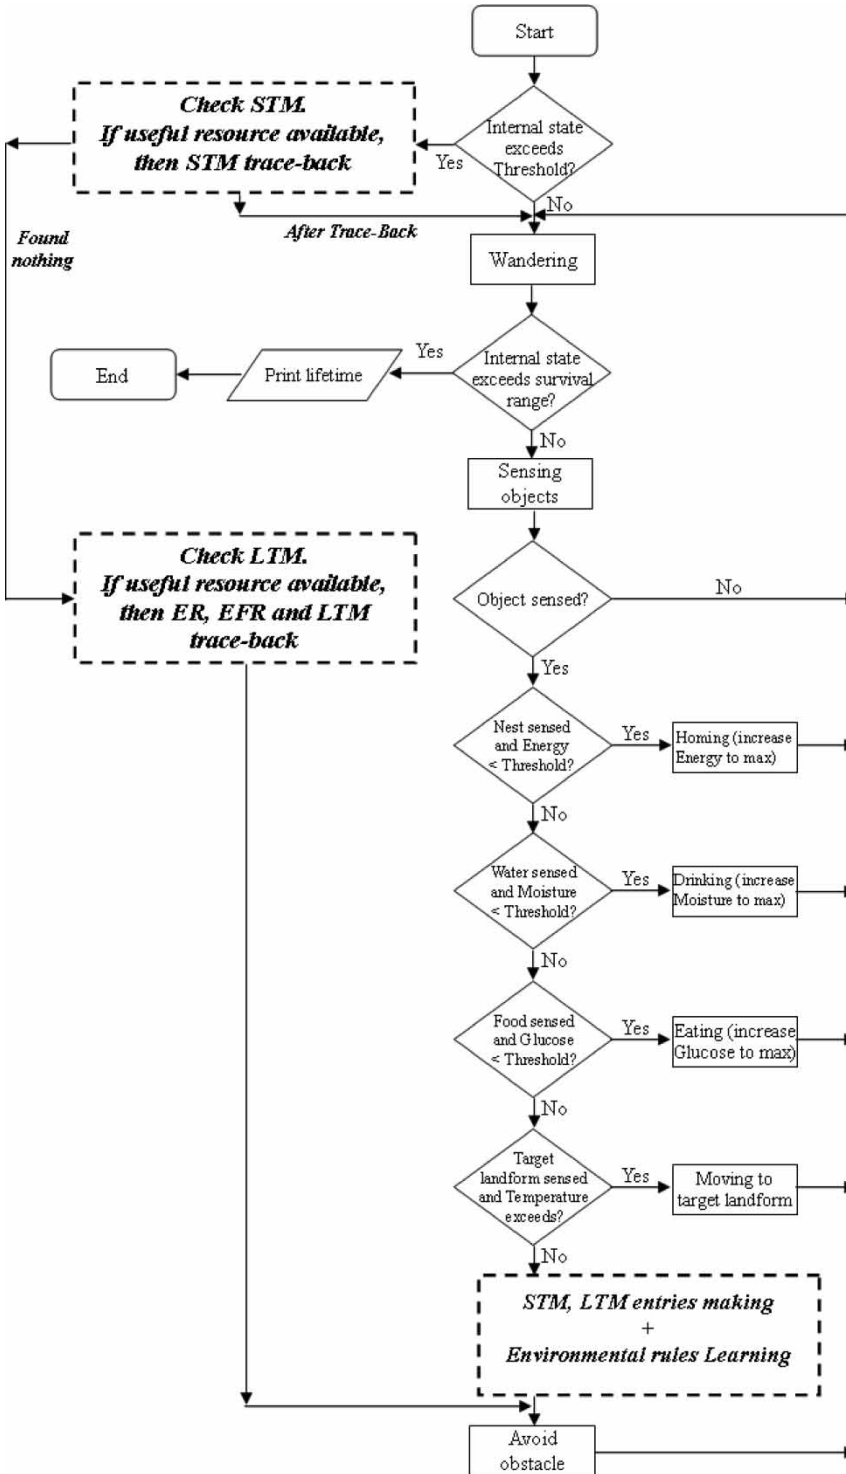 Start
Check STM.
If useful resource available,
then STM trace-back
Internal state
exceeds
Threshold?
Yes
No
After Trace-Back
Found
nothing
Wandering
End
Print lifetime
Yes
Internal state
exceeds survival
range?
No
Sensing
objects
Check LTM.
If useful resource available,
then ER, EFR and LTM
trace-back
Object sensed?
No
Yes
Nest sensed
and Energy
< Threshold?
Yes
Homing (increase
Energy to max)
No
Water sensed
and Moisture
< Threshold?
Yes
Drinking (increase
Moisture to max)
No
Food sensed
and Glucose
< Threshold?
Yes
Eating (increase
Glucose to max)
No
Target
landform sensed
and Temperature
exceeds?
Yes
Moving to
target landform
No
STM, LTM entries making
+
Environmental rules Learning
Avoid
obstacle